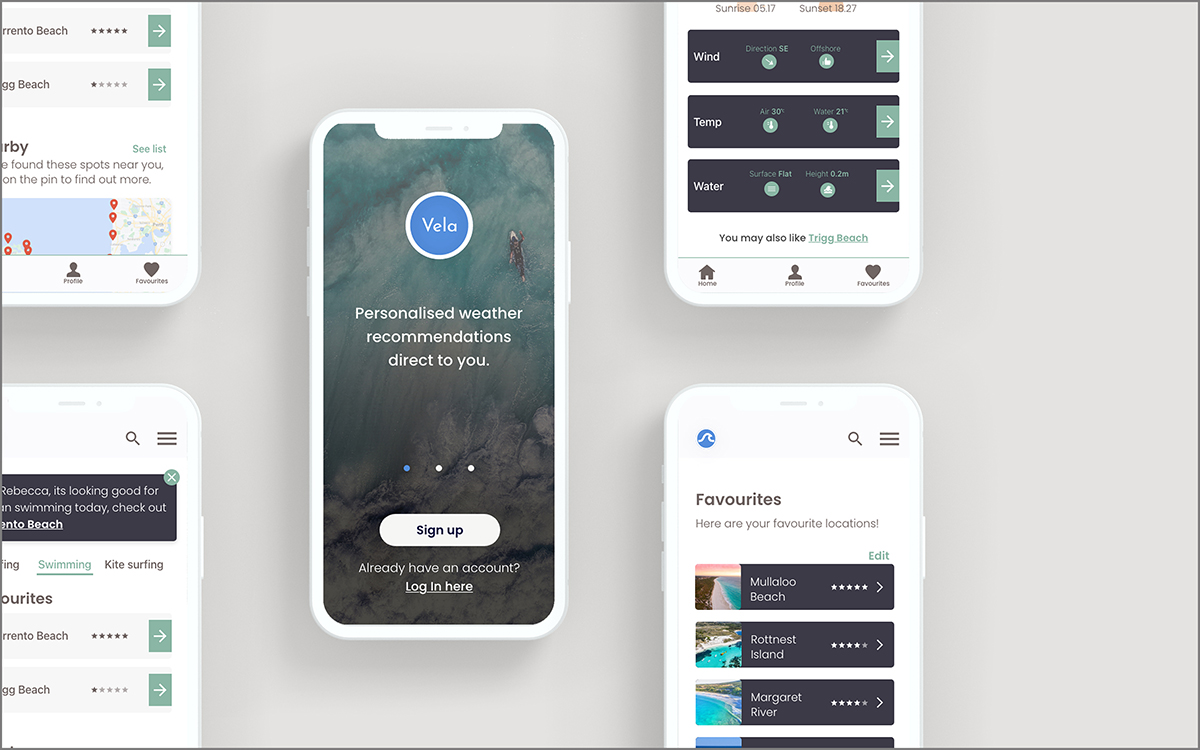 rrento Beach
gg Beach
arby
See list
e found these spots near you,
on the pin to find out more.
Profile
Favourites
Rebecca, its looking good for
an swimming today, check out
ento Beach
fing
Swimming
Kite surfing
ourites
rrento Beach
gg Beach
Vela
Personalised weather
recommendations
direct to you.
Sign up
Already have an account?
Log In here
Sunrise 05.17
Sunset 18.27
Wind
Direction SE
Offshore
Temp
Air 30°
Water 21°
Water
Surface Flat
Height 0.2m
You may also like Trigg Beach
Home
Profile
Favourites
Favourites
Here are your favourite locations!
Edit
Mullaloo
Beach
Rottnest
Island
Margaret
River